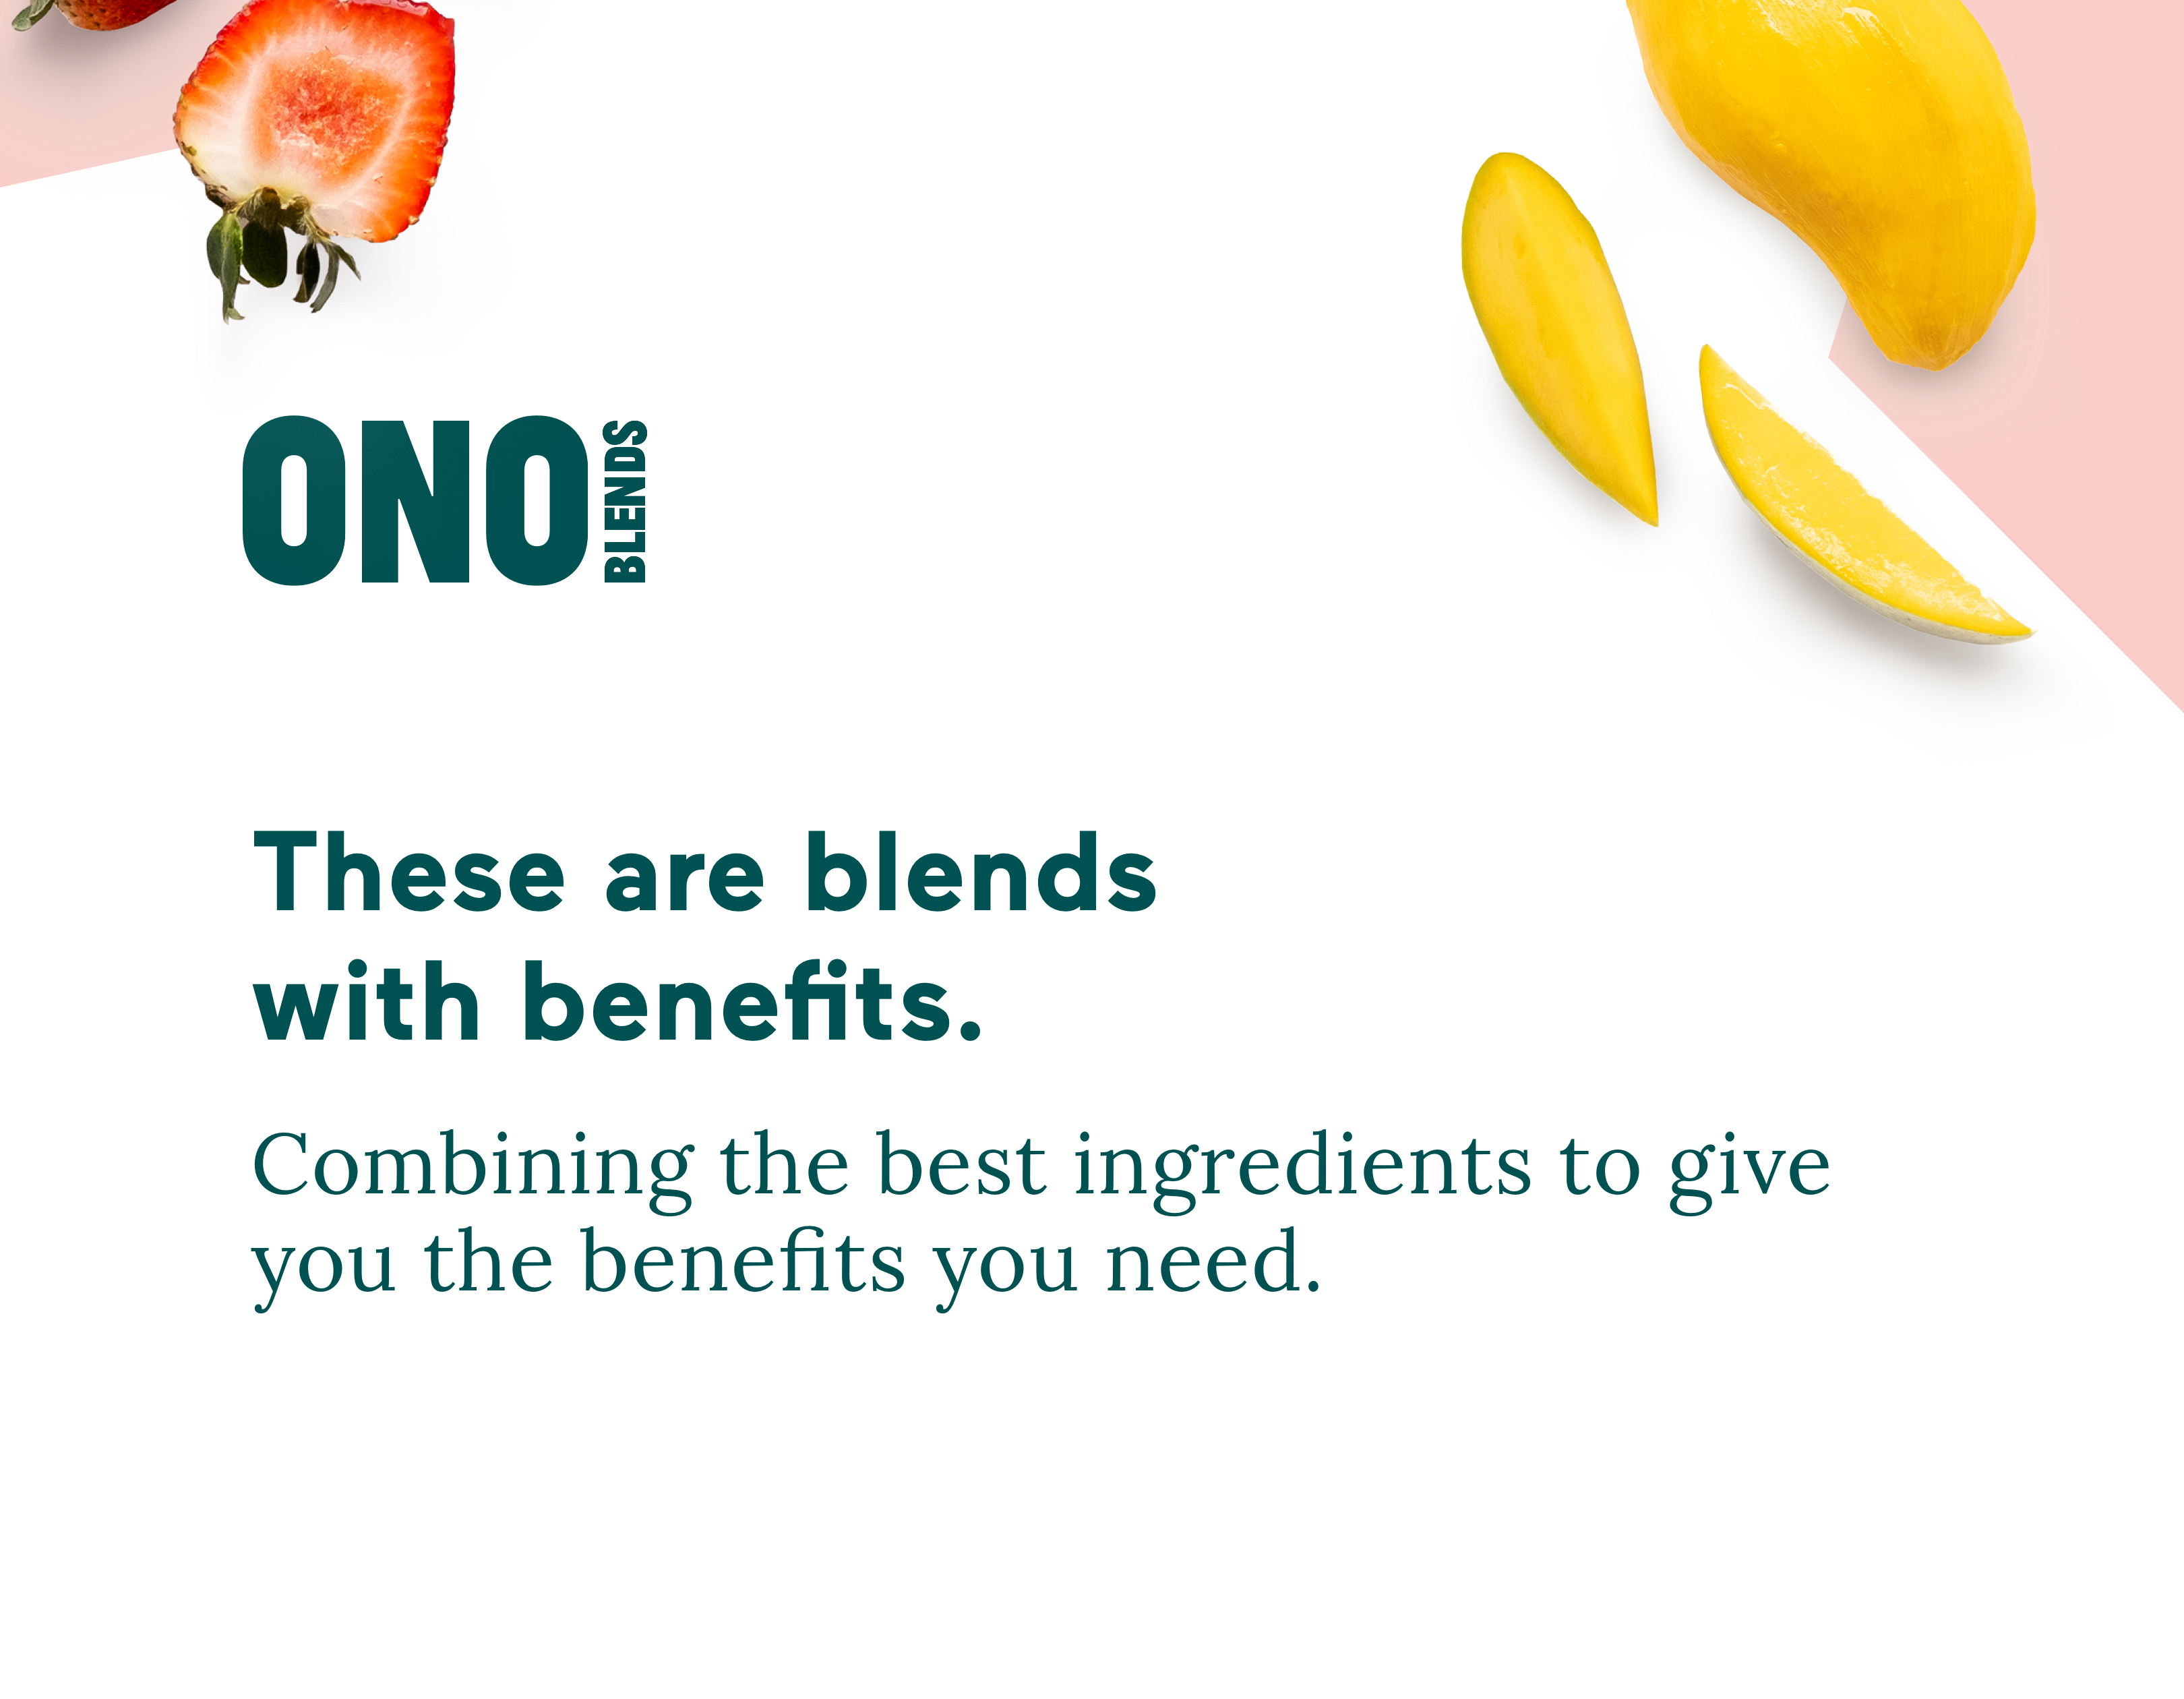 ONO BLENDS
These are blends
with benefits.
Combining the best ingredients to give
you the benefits you need.